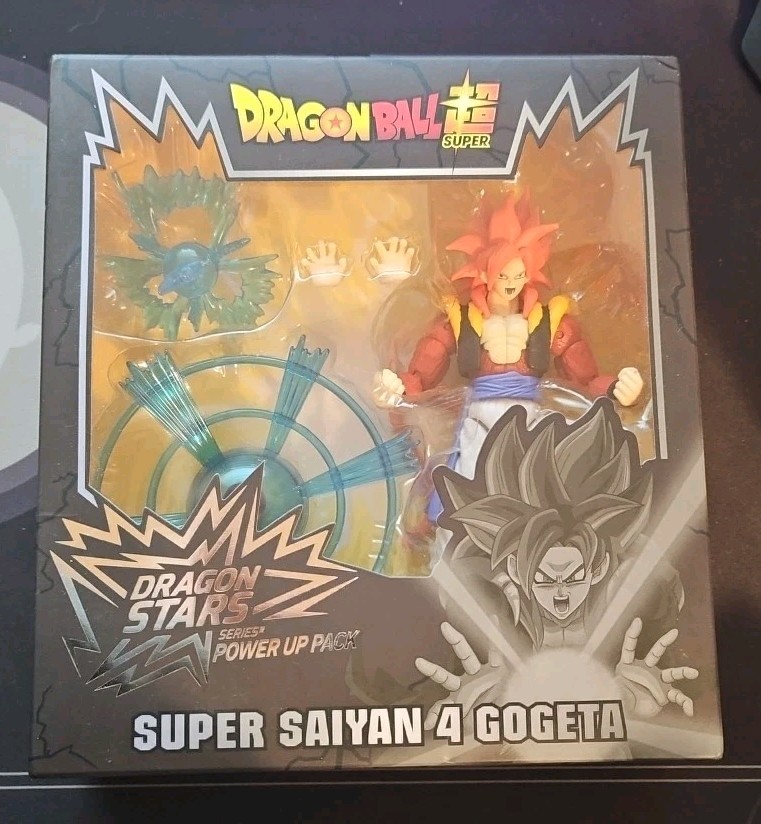 DRAGON BALL 超
SUPER
DRAGON
STARS
SERIES
POWER UP PACK
SUPER SAIYAN 4 GOGETA